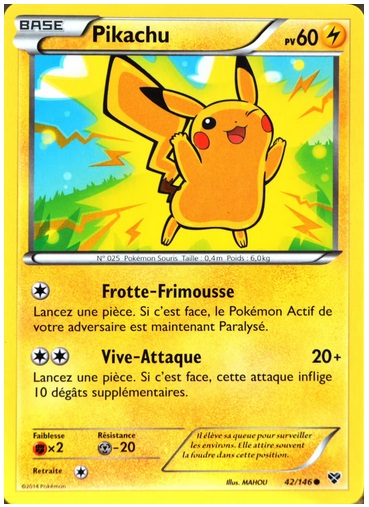 BASE
Pikachu
PV60
N° 025 Pokémon Souris Taille : 0,4m Poids : 6,0kg
Frotte-Frimousse
Lancez une pièce. Si c'est face, le Pokémon Actif de
votre adversaire est maintenant Paralysé.
Vive-Attaque 20+
Lancez une pièce. Si c'est face, cette attaque inflige
10 dégâts supplémentaires.
Faiblesse
×2
Résistance
-20
Retraite
Il élève sa queue pour surveiller
les environs. Elle attire souvent
la foudre dans cette position.
©2014 Pokémon
Illus. MAHOU
42/146
XY